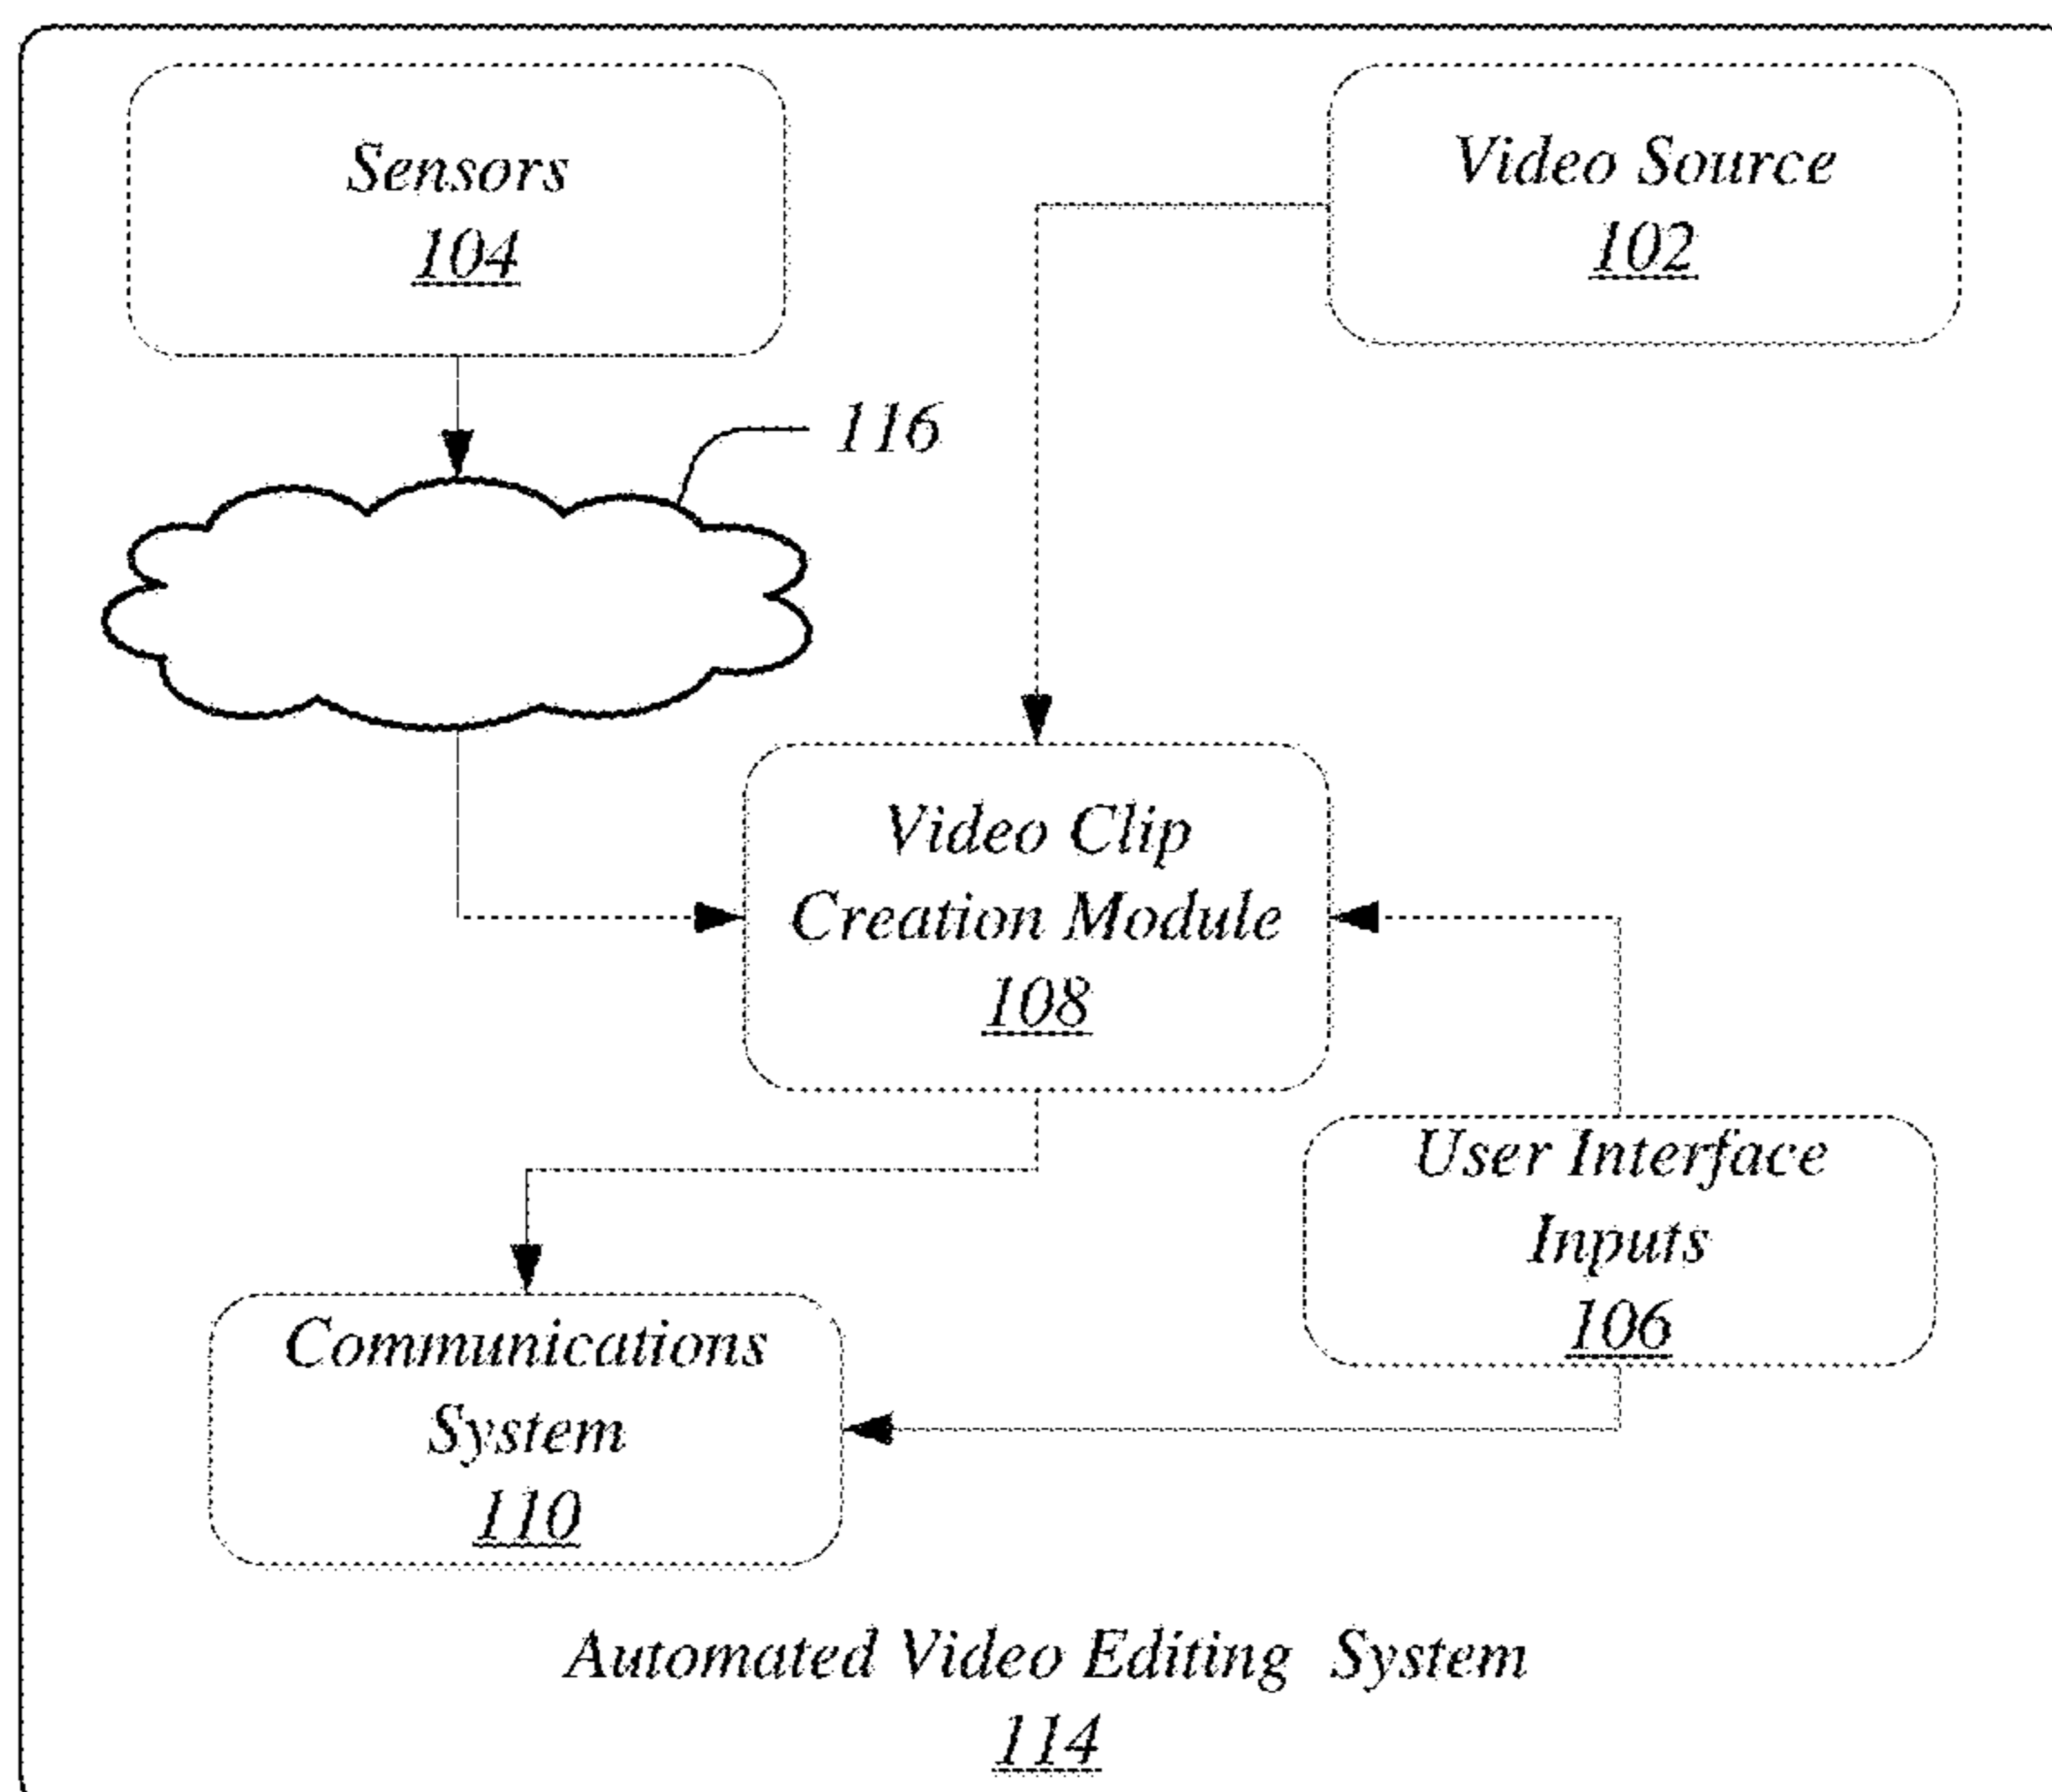 Sensors
104
Video Source
102
116
Video Clip
Creation Module
108
User Interface
Inputs
106
Communications
System
110
Automated Video Editing System
114